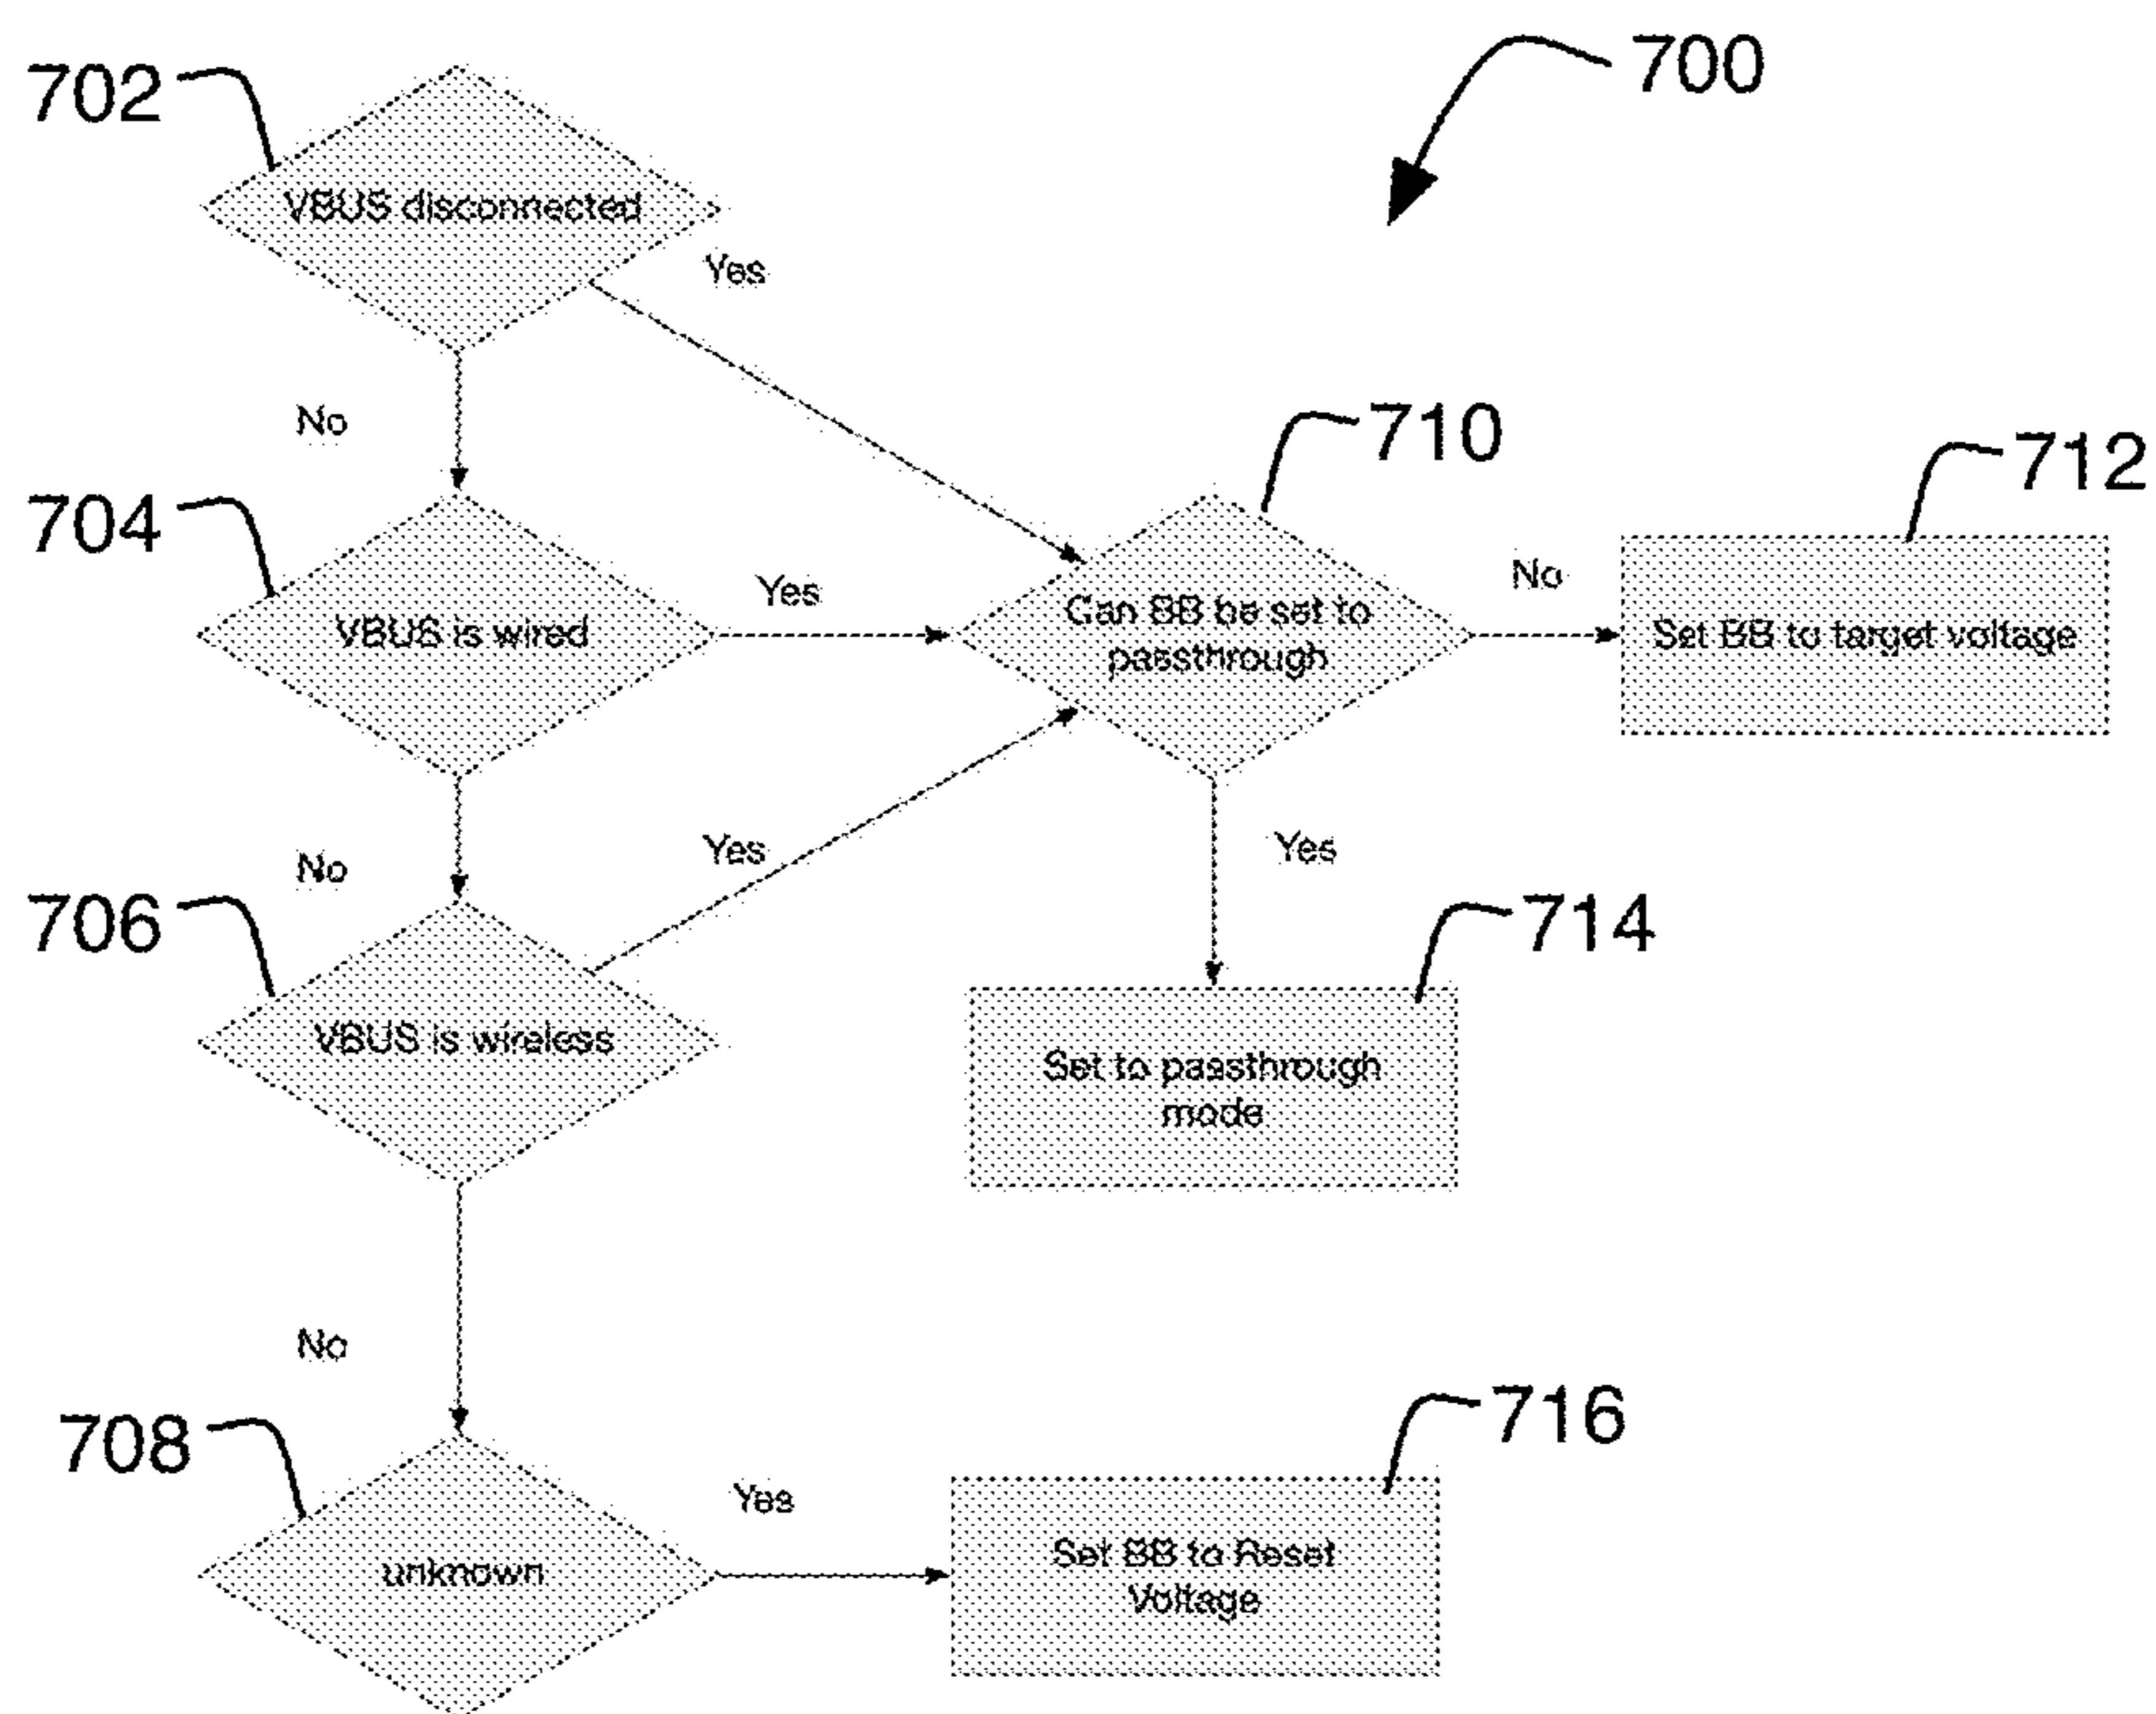 700
702
VBUS disconnected
Yes
No
710
712
704
VBUS is wired
Yes
Can BB be set to
passthrough
No
Set BB to target voltage
No
Yes
Yes
706
VBUS is wireless
714
Set to passthrough
mode
No
708
unknown
Yes
716
Set BB to Reset
Voltage